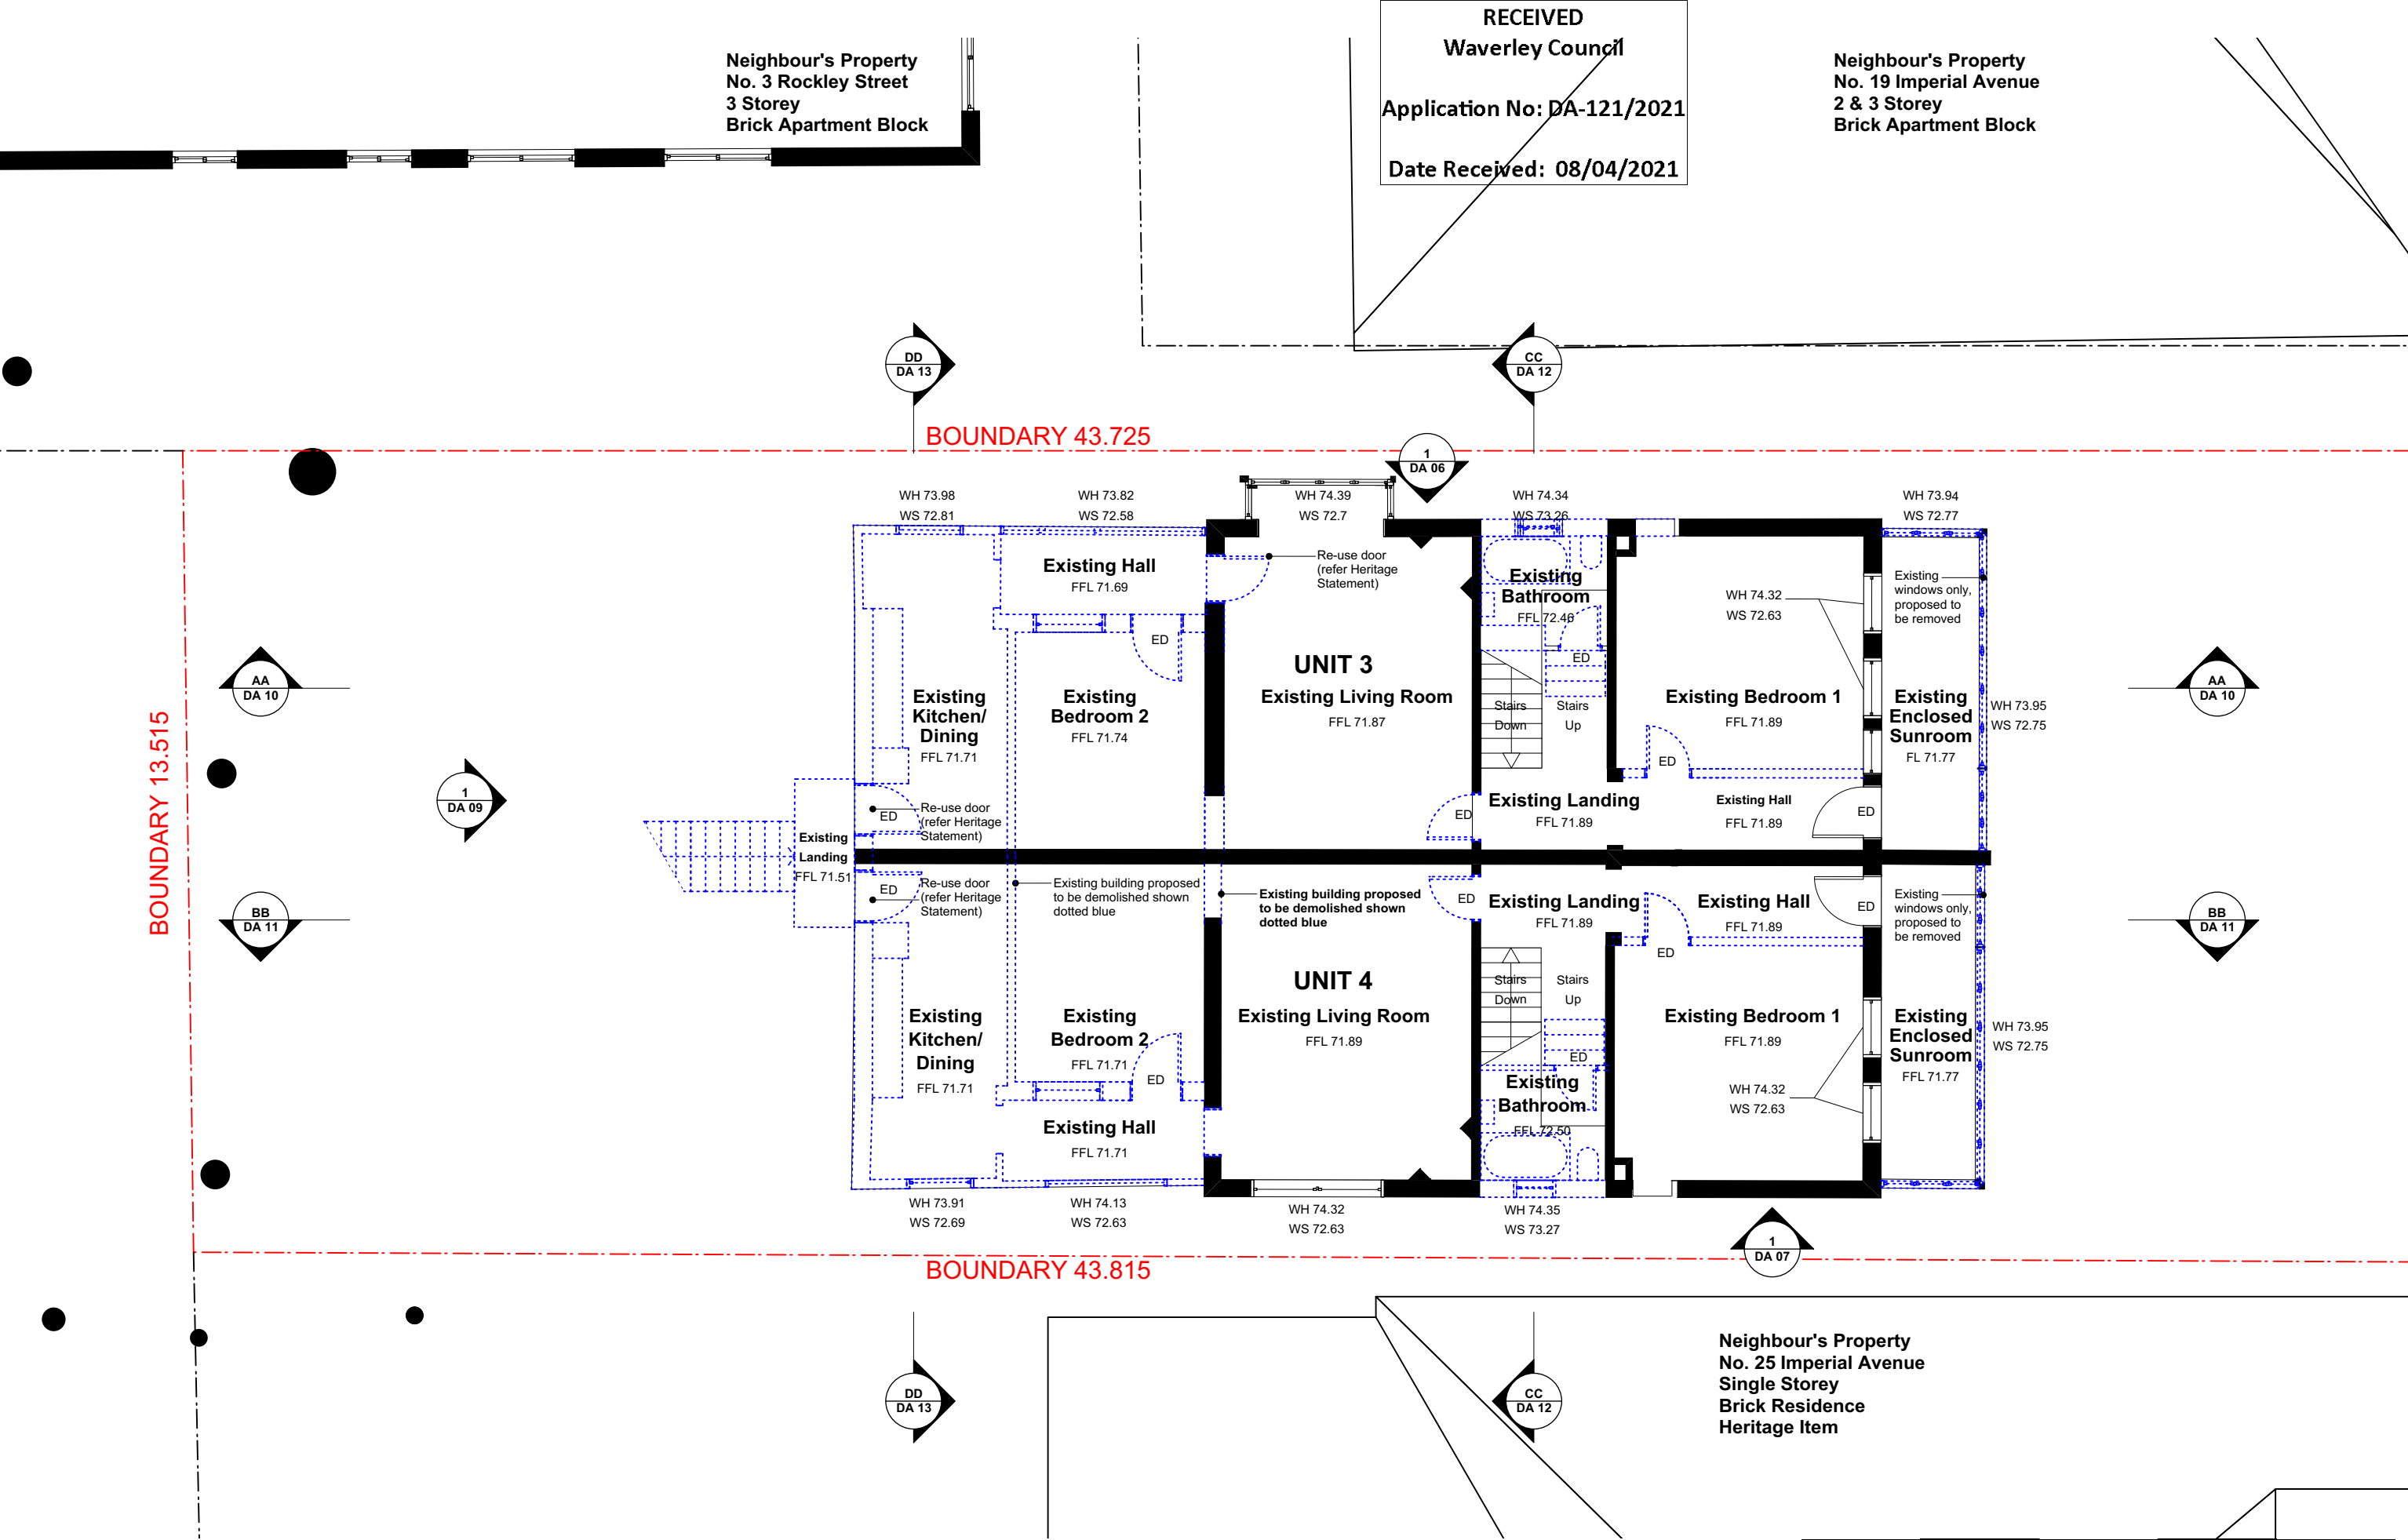 RECEIVED
Waverley Council
Application No: DA-121/2021
Date Received: 08/04/2021
Neighbour's Property
No. 3 Rockley Street
3 Storey
Brick Apartment Block
Neighbour's Property
No. 19 Imperial Avenue
2 & 3 Storey
Brick Apartment Block
DD
DA 13
CC
DA 12
BOUNDARY 43.725
1
DA 06
WH 73.98
WS 72.81
WH 73.82
WS 72.58
WH 74.39
WS 72.7
WH 74.34
WS 73.26
WH 73.94
WS 72.77
Existing Hall
FFL 71.69
Re-use door
(refer Heritage
Statement)
Existing
Bathroom
FFL 72.46
ED
ED
WH 74.32
WS 72.63
Existing
windows only,
proposed to
be removed
AA
DA 10
BOUNDARY 13.515
Existing
Kitchen/
Dining
FFL 71.71
Existing
Bedroom 2
FFL 71.74
UNIT 3
Existing Living Room
FFL 71.87
Stairs
Down
Stairs
Up
Existing Bedroom 1
FFL 71.89
Existing
Enclosed
Sunroom
FL 71.77
WH 73.95
WS 72.75
AA
DA 10
1
DA 09
ED
Re-use door
(refer Heritage
Statement)
Existing
Landing
FFL 71.51
ED
Existing Landing
FFL 71.89
ED
Existing Hall
FFL 71.89
ED
BB
DA 11
ED
Re-use door
(refer Heritage
Statement)
Existing building proposed
to be demolished shown
dotted blue
Existing building proposed
to be demolished shown
dotted blue
ED
Existing Landing
FFL 71.89
Existing Hall
FFL 71.89
ED
ED
Existing
windows only,
proposed to
be removed
BB
DA 11
Existing
Kitchen/
Dining
FFL 71.71
Existing
Bedroom 2
FFL 71.71
ED
UNIT 4
Existing Living Room
FFL 71.89
Stairs
Down
Stairs
Up
ED
Existing
Bathroom
FFL 72.50
Existing Bedroom 1
FFL 71.89
WH 74.32
WS 72.63
Existing
Enclosed
Sunroom
FFL 71.77
WH 73.95
WS 72.75
Existing Hall
FFL 71.71
WH 73.91
WS 72.69
WH 74.13
WS 72.63
WH 74.32
WS 72.63
WH 74.35
WS 73.27
1
DA 07
BOUNDARY 43.815
DD
DA 13
CC
DA 12
Neighbour's Property
No. 25 Imperial Avenue
Single Storey
Brick Residence
Heritage Item